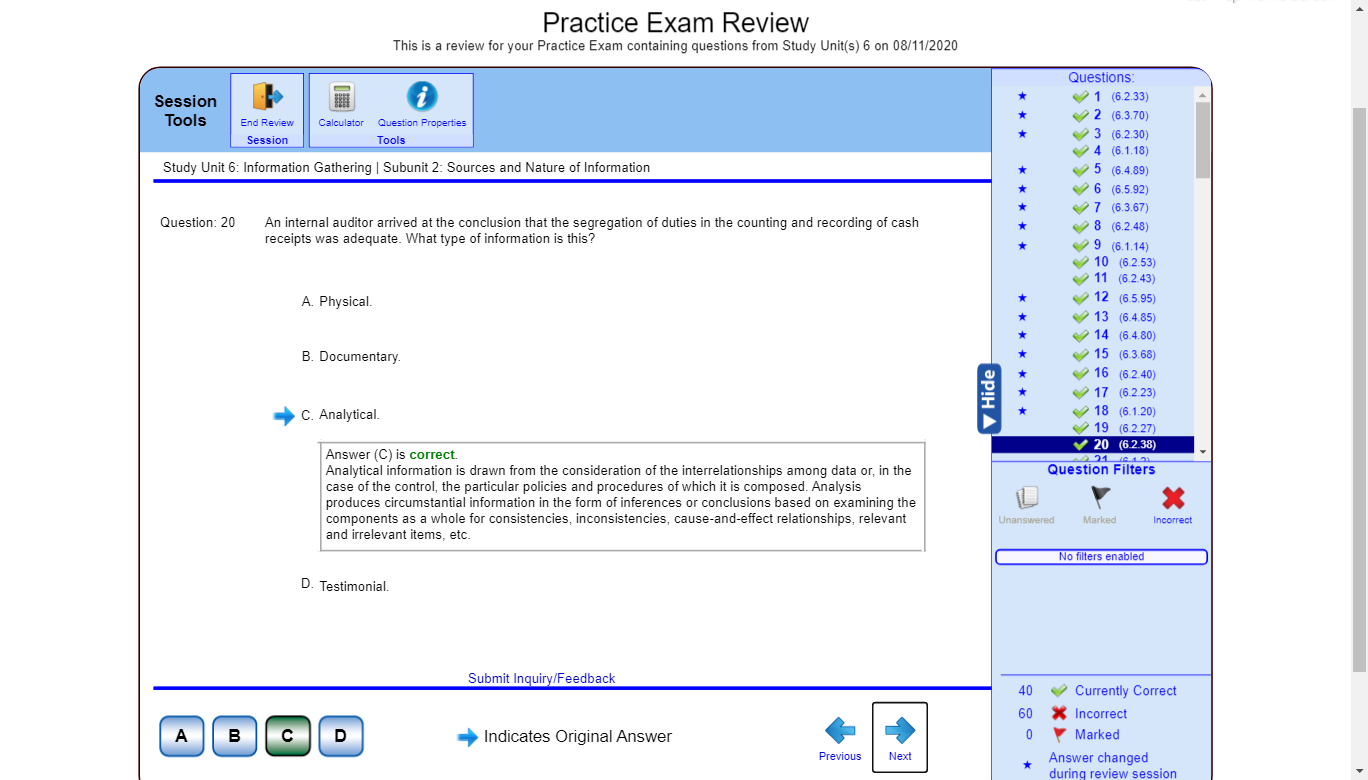 Practice Exam Review
This is a review for your Practice Exam containing questions from Study Unit(s) 6 on 08/11/2020
Session
Tools
End Review
Session
Calculator
Question Properties
Tools
Study Unit 6: Information Gathering | Subunit 2: Sources and Nature of Information
Question: 20
An internal auditor arrived at the conclusion that the segregation of duties in the counting and recording of cash
receipts was adequate. What type of information is this?
A. Physical.
B. Documentary.
C. Analytical.
Answer (C) is correct.
Analytical information is drawn from the consideration of the interrelationships among data or, in the
case of the control, the particular policies and procedures of which it is composed. Analysis
produces circumstantial information in the form of inferences or conclusions based on examining the
components as a whole for consistencies, inconsistencies, cause-and-effect relationships, relevant
and irrelevant items, etc.
D. Testimonial.
Submit Inquiry/Feedback
A
B
C
D
Indicates Original Answer
Previous
Next
Questions:
1 (6.2.33)
2 (6.3.70)
3 (6.2.30)
4 (6.1.18)
5 (6.4.89)
6 (6.5.92)
7 (6.3.67)
8 (6.2.48)
9 (6.1.14)
10 (6.2.53)
11 (6.2.43)
12 (6.5.95)
13 (6.4.85)
14 (6.4.80)
15 (6.3.68)
16 (6.2.40)
17 (6.2.23)
18 (6.1.20)
19 (6.2.27)
20 (6.2.38)
▼ Hide
Question Filters
Unanswered
Marked
Incorrect
No filters enabled
40 Currently Correct
60 Incorrect
0 Marked
Answer changed
during review session